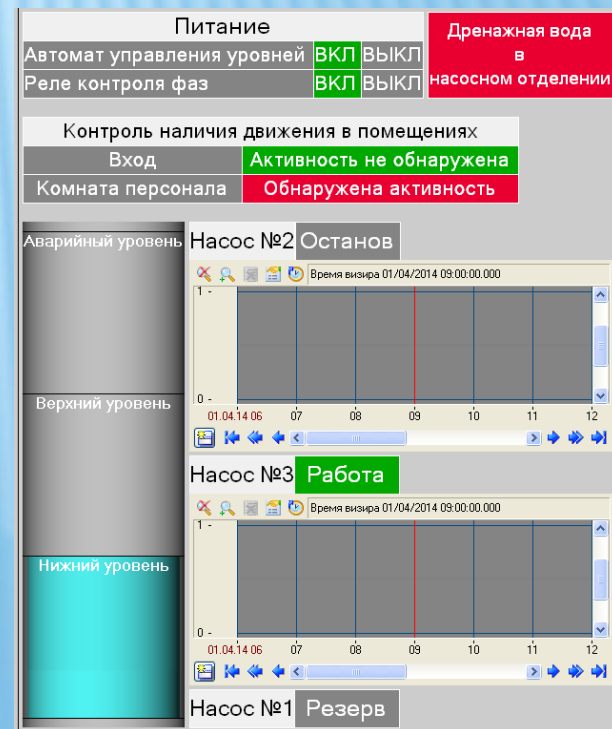 Питание
Автомат управления уровней ВКЛ ВЫКЛ
Реле контроля фаз ВКЛ ВЫКЛ
Дренажная вода
в
насосном отделении
Контроль наличия движения в помещениях
Вход Активность не обнаружена
Комната персонала Обнаружена активность
Аварийный уровень
Верхний уровень
Нижний уровень
Насос №2 Останов
Время визира 01/04/2014 09:00:00.000
1
0
01.04.14 06 07 08 09 10 11 12
Насос №3 Работа
Время визира 01/04/2014 09:00:00.000
1
0
01.04.14 06 07 08 09 10 11 12
Насос №1 Резерв